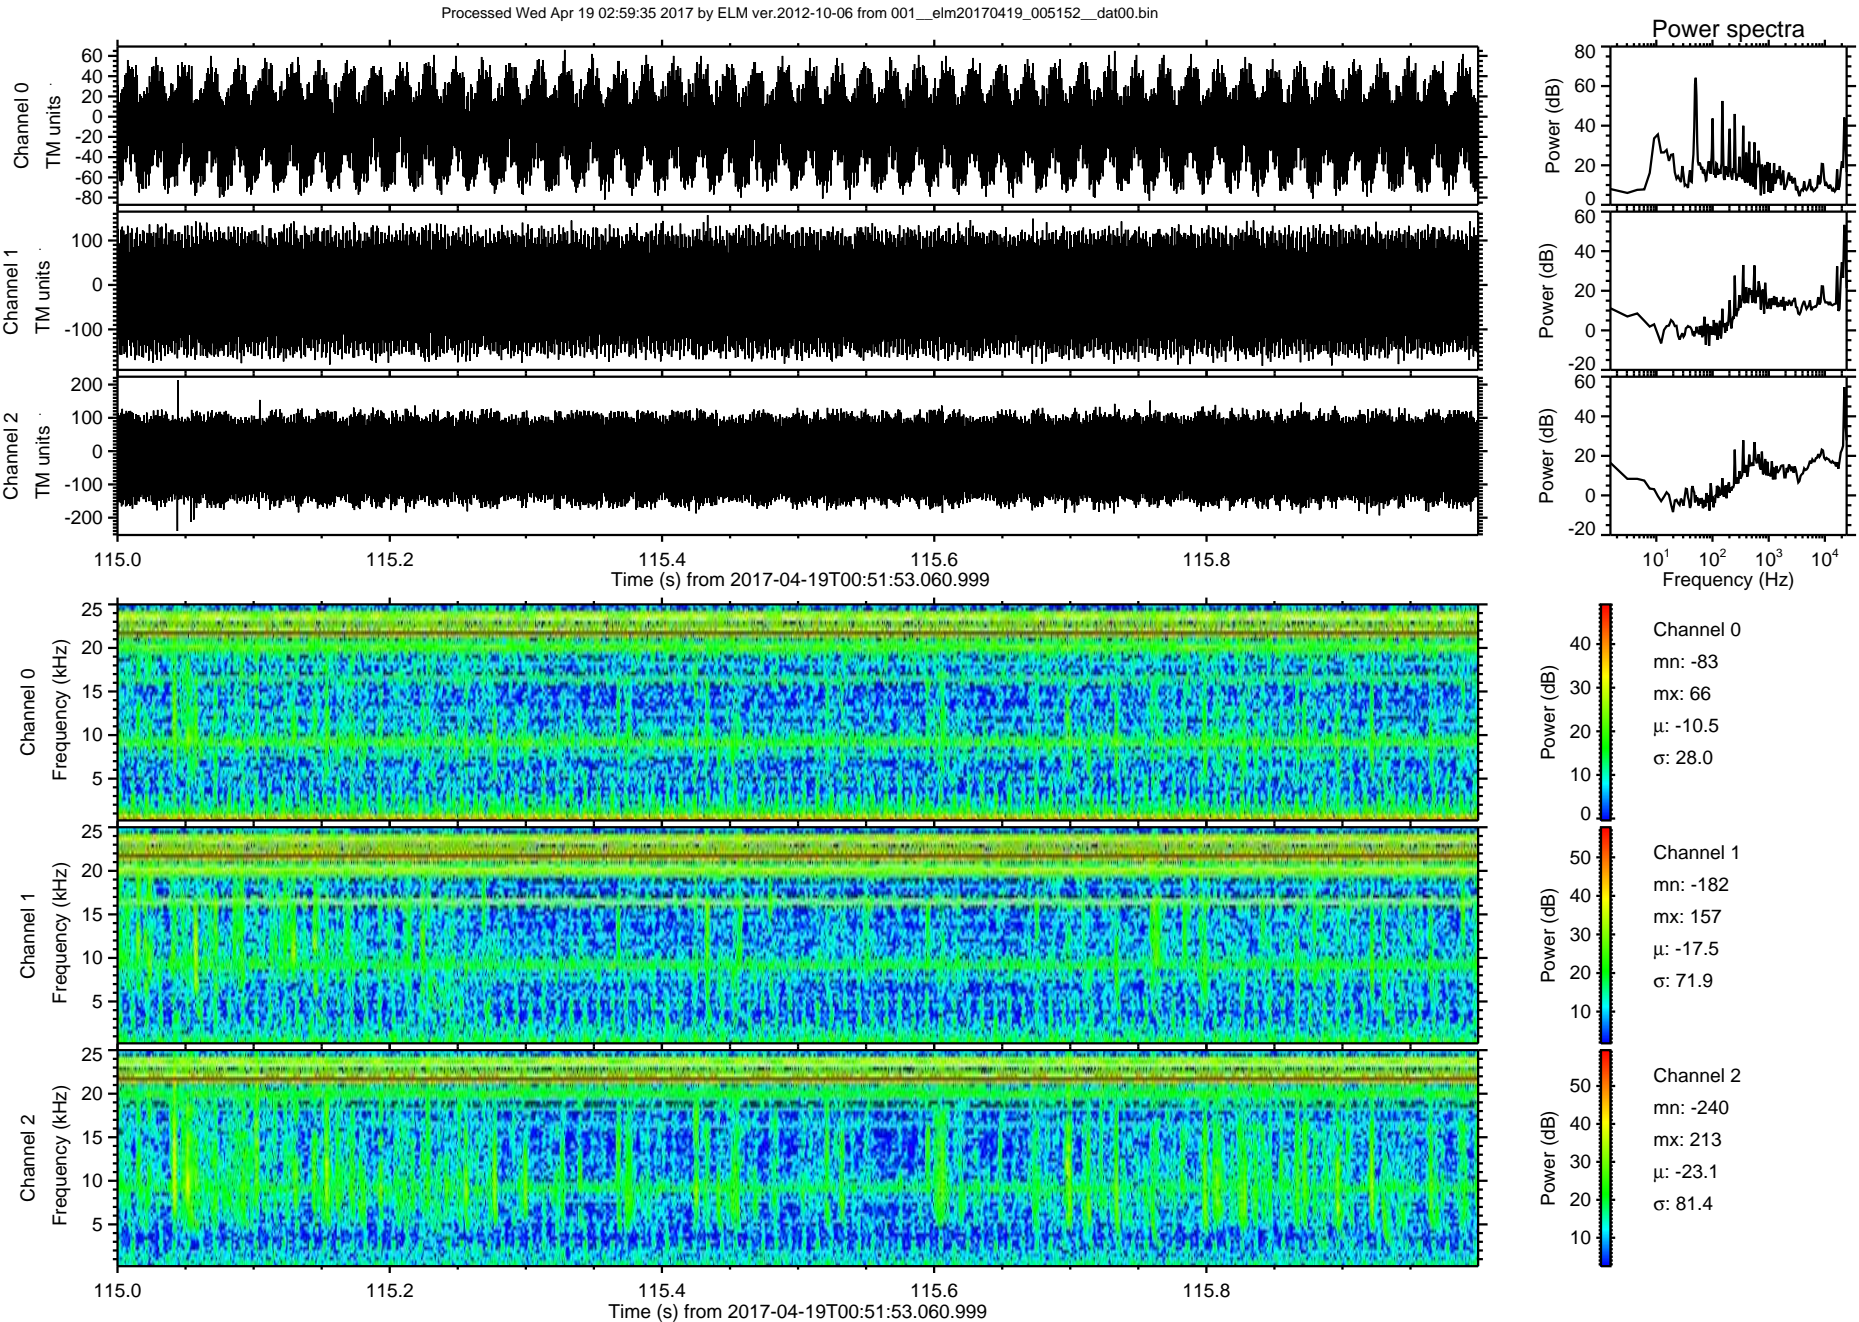 Processed Wed Apr 19 02:59:35 2017 by ELM ver.2012-10-06 from 001__elm20170419_005152__dat00.bin
Power spectra
Channel 0
TM units
60
40
20
0
-20
-40
-60
-80
Power (dB)
80
60
40
20
0
Channel 1
TM units
100
0
-100
Power (dB)
60
40
20
0
-20
Channel 2
TM units
200
100
0
-100
-200
Power (dB)
60
40
20
0
-20
115.0 115.2 115.4 115.6 115.8
Time (s) from 2017-04-19T00:51:53.060.999
10¹ 10² 10³ 10⁴
Frequency (Hz)
Channel 0
Frequency (kHz)
25
20
15
10
5
Power (dB)
40
30
20
10
0
Channel 0
mn: -83
mx: 66
μ: -10.5
σ: 28.0
Channel 1
Frequency (kHz)
25
20
15
10
5
Power (dB)
50
40
30
20
10
Channel 1
mn: -182
mx: 157
μ: -17.5
σ: 71.9
Channel 2
Frequency (kHz)
25
20
15
10
5
Power (dB)
50
40
30
20
10
Channel 2
mn: -240
mx: 213
μ: -23.1
σ: 81.4
115.0 115.2 115.4 115.6 115.8
Time (s) from 2017-04-19T00:51:53.060.999